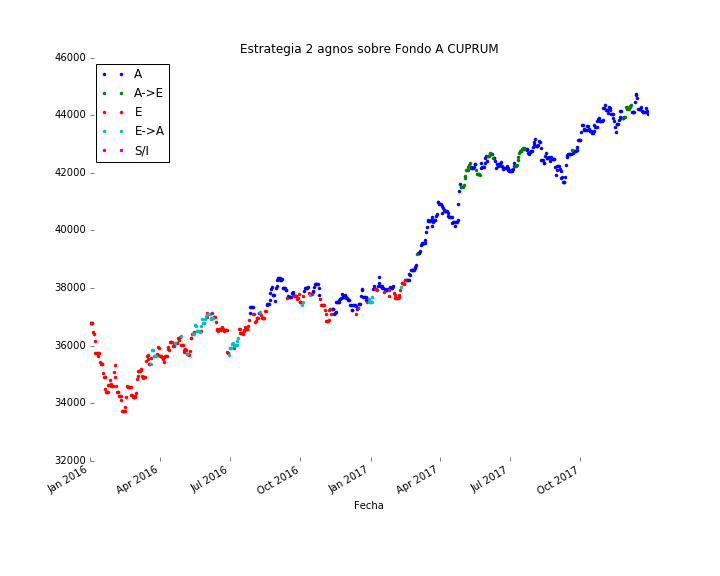 Estrategia 2 agnos sobre Fondo A CUPRUM
46000
44000
42000
40000
38000
36000
34000
32000
A
A->E
E
E->A
S/I
Jan 2016
Apr 2016
Jul 2016
Oct 2016
Jan 2017
Apr 2017
Jul 2017
Oct 2017
Fecha